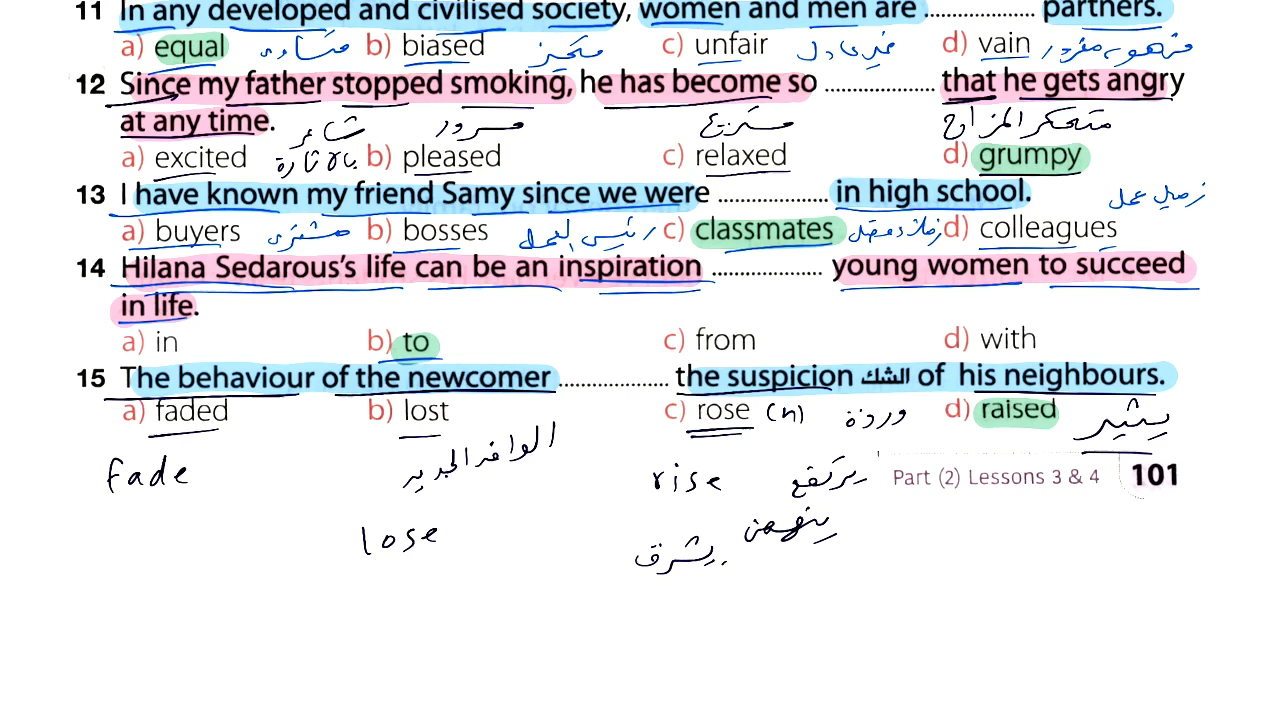 11 In any developed and civilised society, women and men are .................... partners.
a) equal متساوى b) biased متحيز c) unfair غير عادل d) vain مغرور
12 Since my father stopped smoking, he has become so .................... that he gets angry
at any time. شاعر مسرور مستريح متعكر المزاج
a) excited بالاثارة b) pleased c) relaxed d) grumpy
13 I have known my friend Samy since we were .................... in high school. زميل عمل
a) buyers مشترى b) bosses رئيس العمل c) classmates d) colleagues
14 Hilana Sedarous's life can be an inspiration .................... young women to succeed
in life.
a) in b) to c) from d) with
15 The behaviour of the newcomer .................... the suspicion الشك of his neighbours.
a) faded b) lost c) rose (n) وردة d) raised يثير
fade الوافد الجديد rise يرتفع
Part (2) Lessons 3 & 4 101
lose يشرق ينهض